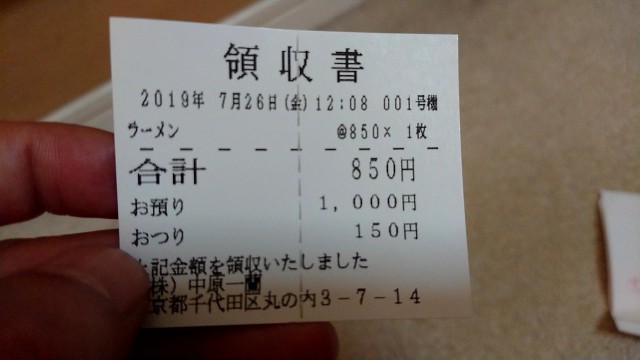 領収書
2019年 7月26日(金)12:08 001号機
ラーメン @850× 1枚
合計 850円
お預り 1,000円
おつり 150円
記金額を領収いたしました
株)中原一蘭
京都千代田区丸の内3-7-14